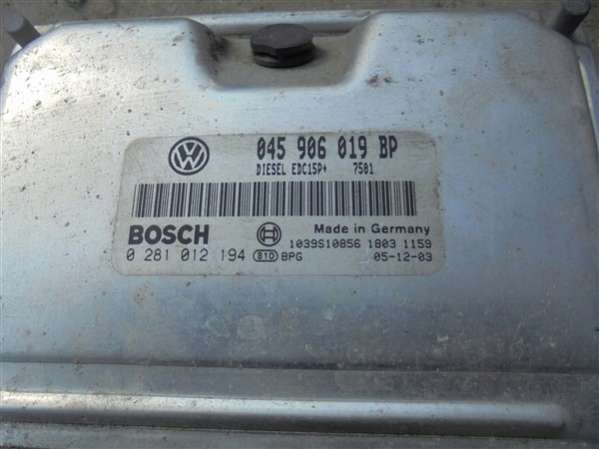 045 906 019 BP
DIESEL EDC15P+ 7501
BOSCH
Made in Germany
1039S10856 1803 1159
0 281 012 194 BPG 05-12-03